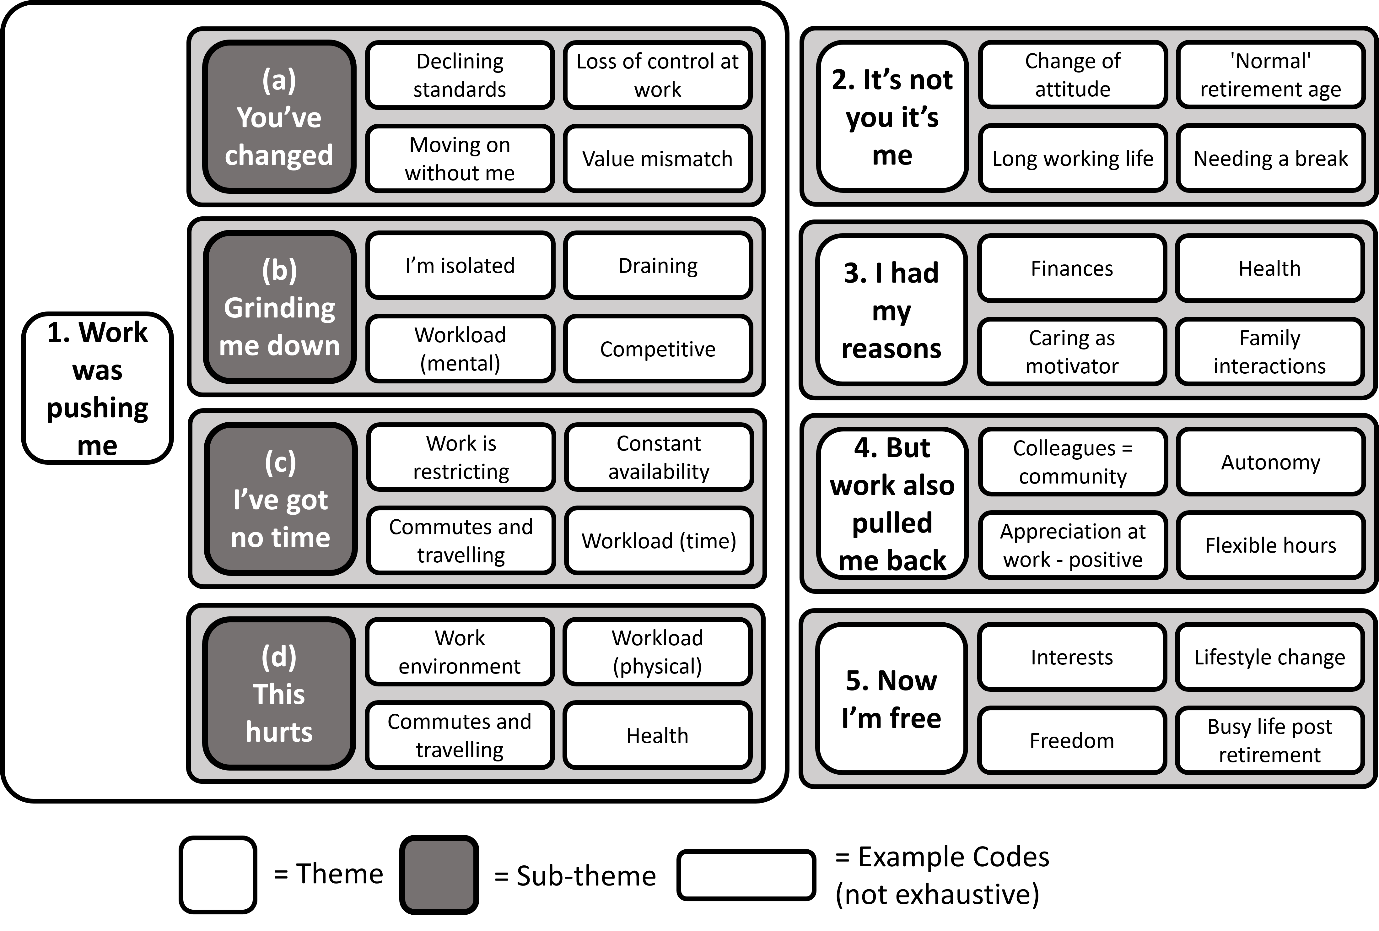 1. Work
was
pushing
me
(a)
You’ve
changed
Declining
standards
Loss of control at
work
Moving on
without me
Value mismatch
(b)
Grinding
me down
I’m isolated
Draining
Workload
(mental)
Competitive
(c)
I’ve got
no time
Work is
restricting
Constant
availability
Commutes and
travelling
Workload (time)
(d)
This
hurts
Work
environment
Workload
(physical)
Commutes and
travelling
Health
2. It’s not
you it’s
me
Change of
attitude
'Normal'
retirement age
Long working life
Needing a break
3. I had
my
reasons
Finances
Health
Caring as
motivator
Family
interactions
4. But
work also
pulled
me back
Colleagues =
community
Autonomy
Appreciation at
work - positive
Flexible hours
5. Now
I’m free
Interests
Lifestyle change
Freedom
Busy life post
retirement
= Theme
= Sub-theme
= Example Codes
(not exhaustive)